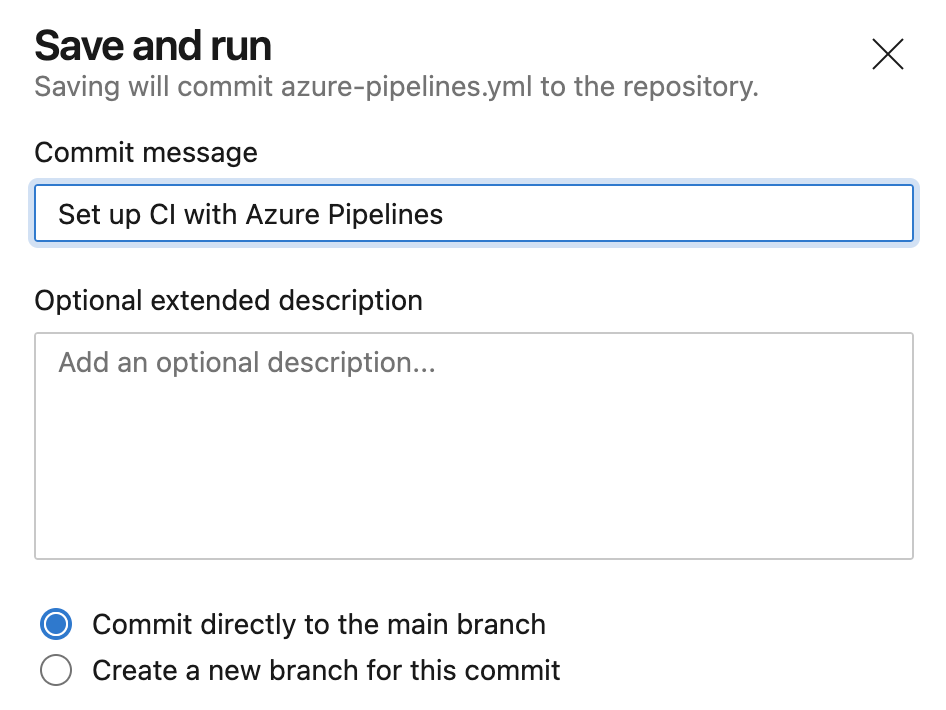 Save and run
Saving will commit azure-pipelines.yml to the repository.
Commit message
Set up CI with Azure Pipelines
Optional extended description
Add an optional description...
Commit directly to the main branch
Create a new branch for this commit